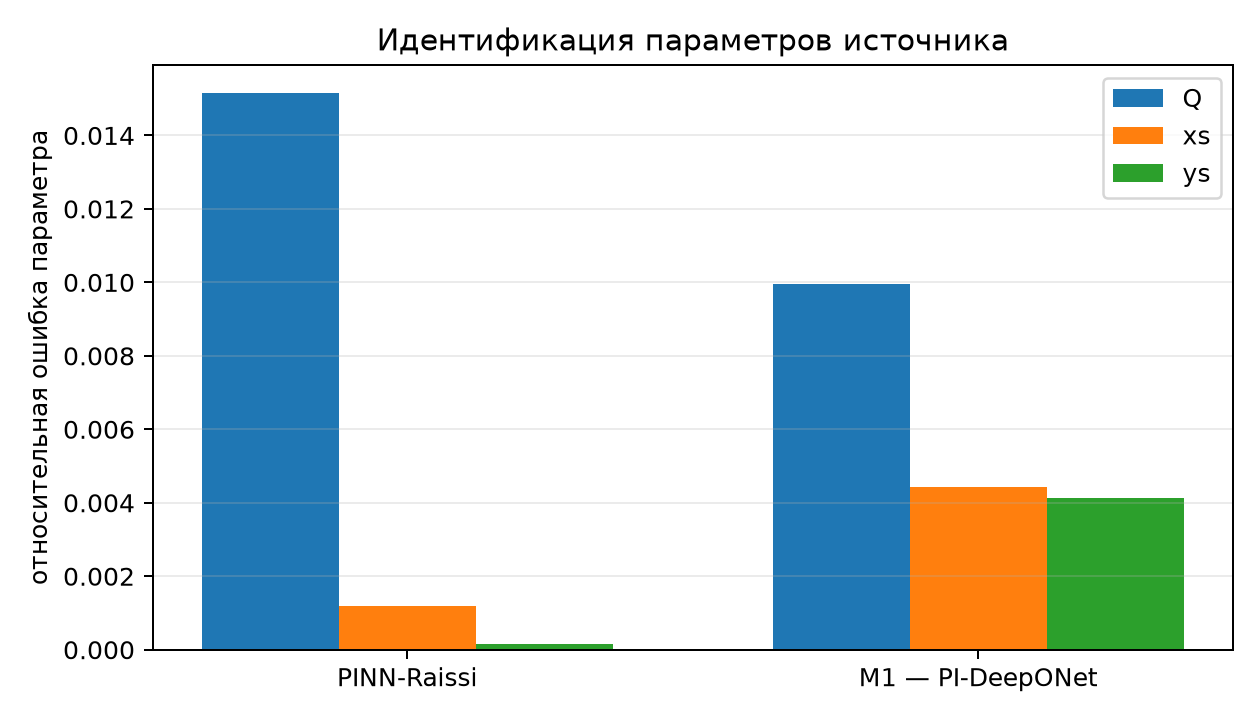 Идентификация параметров источника
относительная ошибка параметра
0.014
0.012
0.010
0.008
0.006
0.004
0.002
0.000
Q
xs
ys
PINN-Raissi
M1 — PI-DeepONet